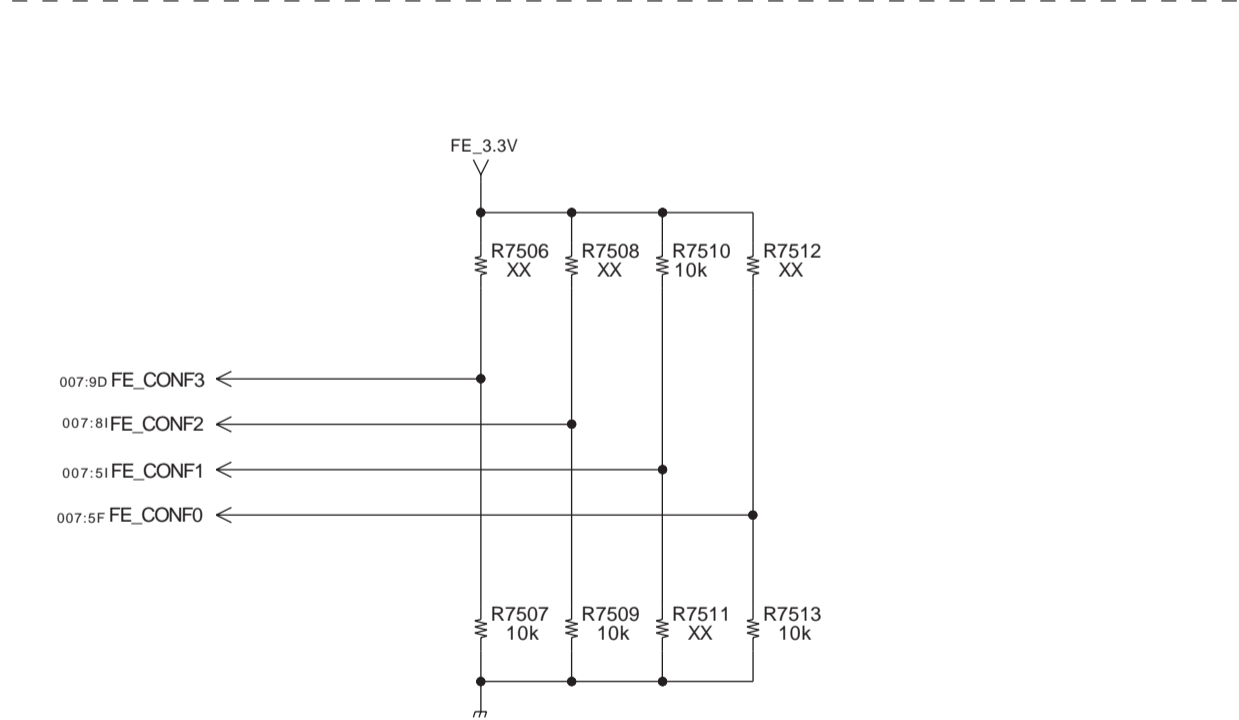 FE_3.3V
R7506 R7508 R7510 R7512
XX XX 10k XX
007:9D FE_CONF3
007:8I FE_CONF2
007:5I FE_CONF1
007:5F FE_CONF0
R7507 R7509 R7511 R7513
10k 10k XX 10k